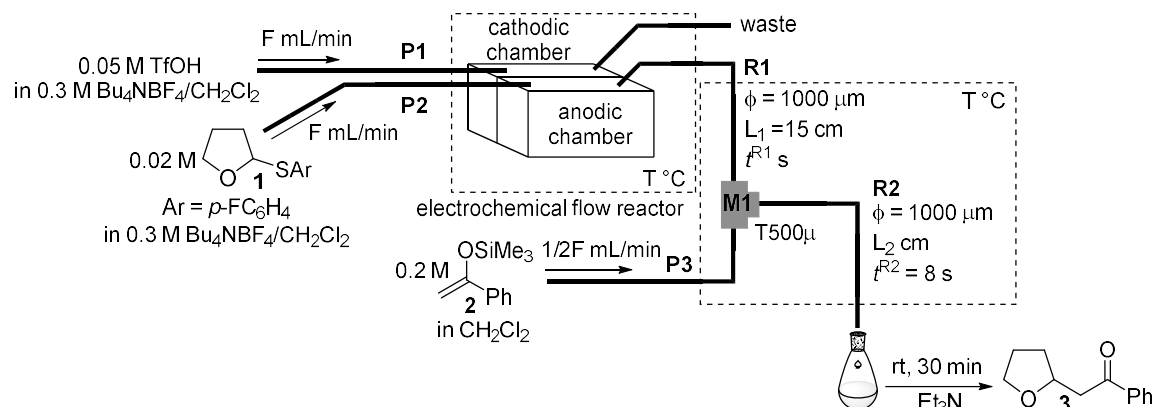 cathodic
chamber
waste
F mL/min
P1
0.05 M TfOH
in 0.3 M Bu₄NBF₄/CH₂Cl₂
P2
F mL/min
anodic
chamber
T °C
R1
ϕ = 1000 μm
L₁ =15 cm
tᴿ¹ s
T °C
0.02 M
O
SAr
1
Ar = p-FC₆H₄
in 0.3 M Bu₄NBF₄/CH₂Cl₂
electrochemical flow reactor
M1
T500μ
R2
ϕ = 1000 μm
L₂ cm
tᴿ² = 8 s
OSiMe₃
0.2 M
Ph
2
in CH₂Cl₂
1/2F mL/min
P3
rt, 30 min
Et₃N
O
O
Ph
3